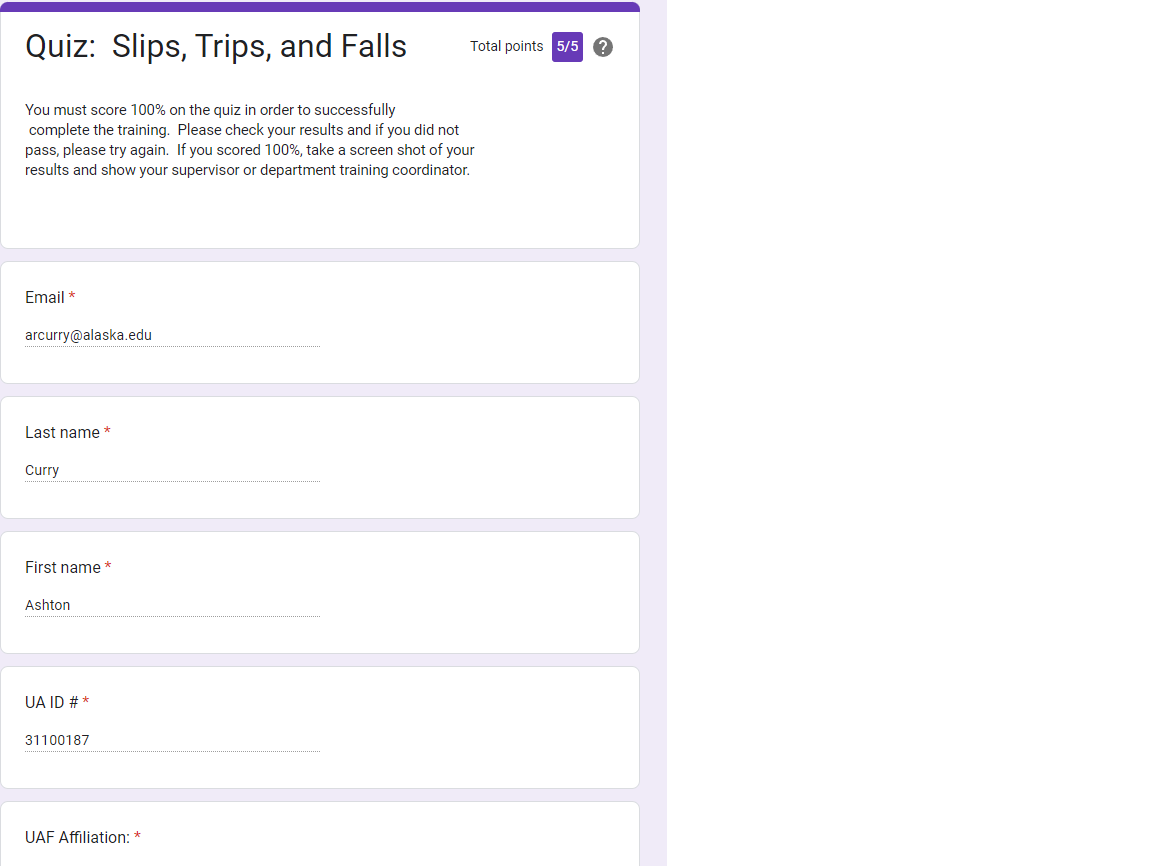 Quiz:  Slips, Trips, and Falls
Total points 5/5 ?
You must score 100% on the quiz in order to successfully
 complete the training.  Please check your results and if you did not
pass, please try again.  If you scored 100%, take a screen shot of your
results and show your supervisor or department training coordinator.
Email *
arcurry@alaska.edu
Last name *
Curry
First name *
Ashton
UA ID # *
31100187
UAF Affiliation: *